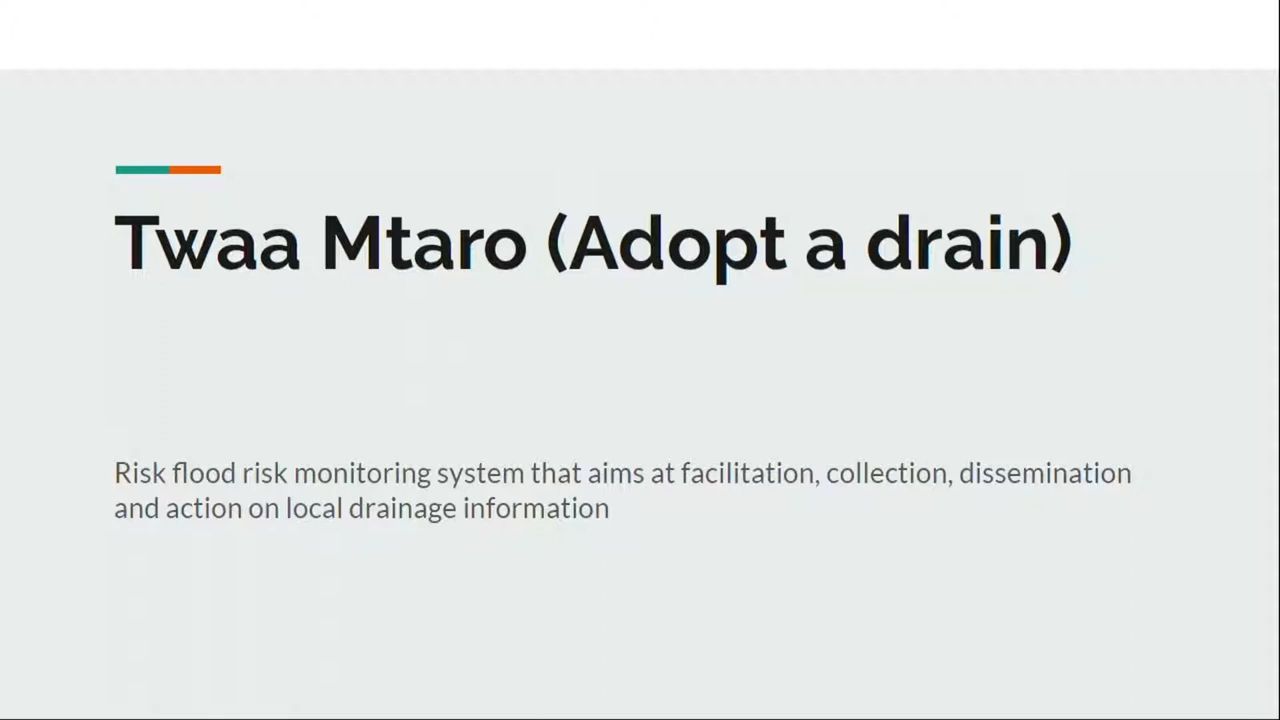 Twaa Mtaro (Adopt a drain)
Risk flood risk monitoring system that aims at facilitation, collection, dissemination
and action on local drainage information